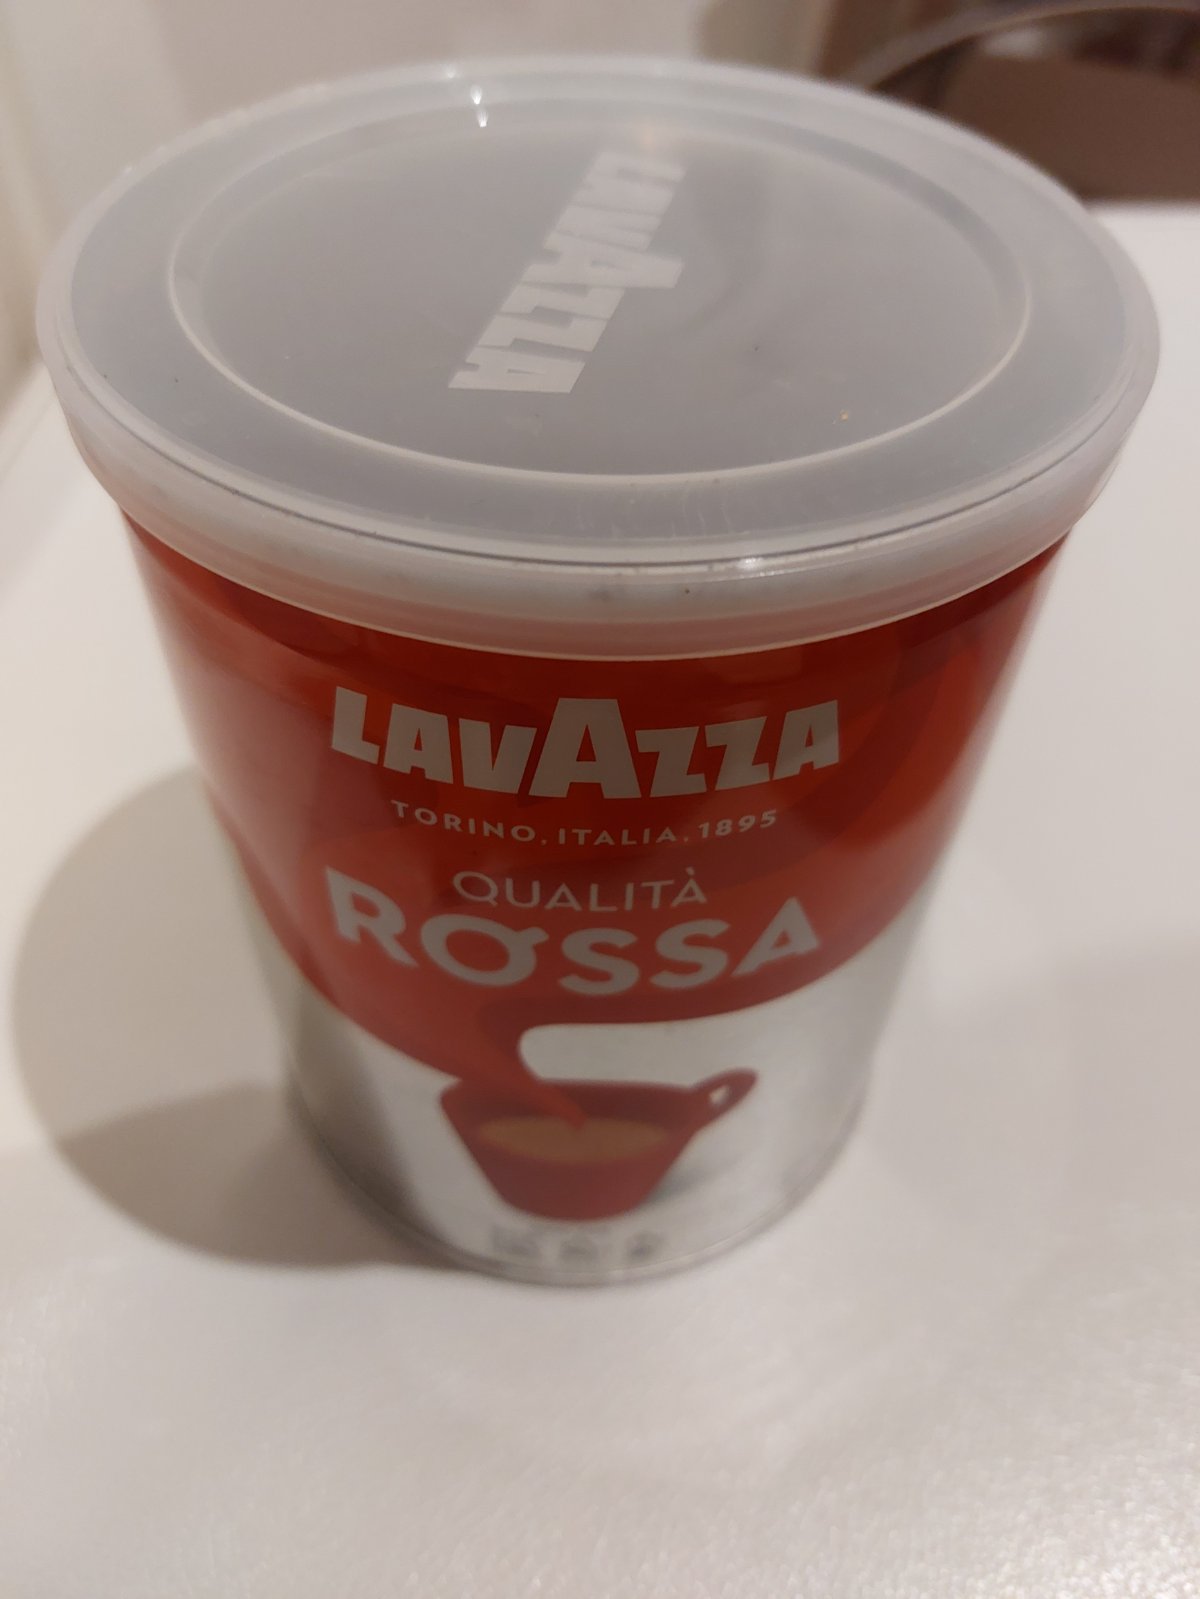 LAVAZZA
LAVAZZA
TORINO, ITALIA, 1895
QUALITÀ
ROSSA